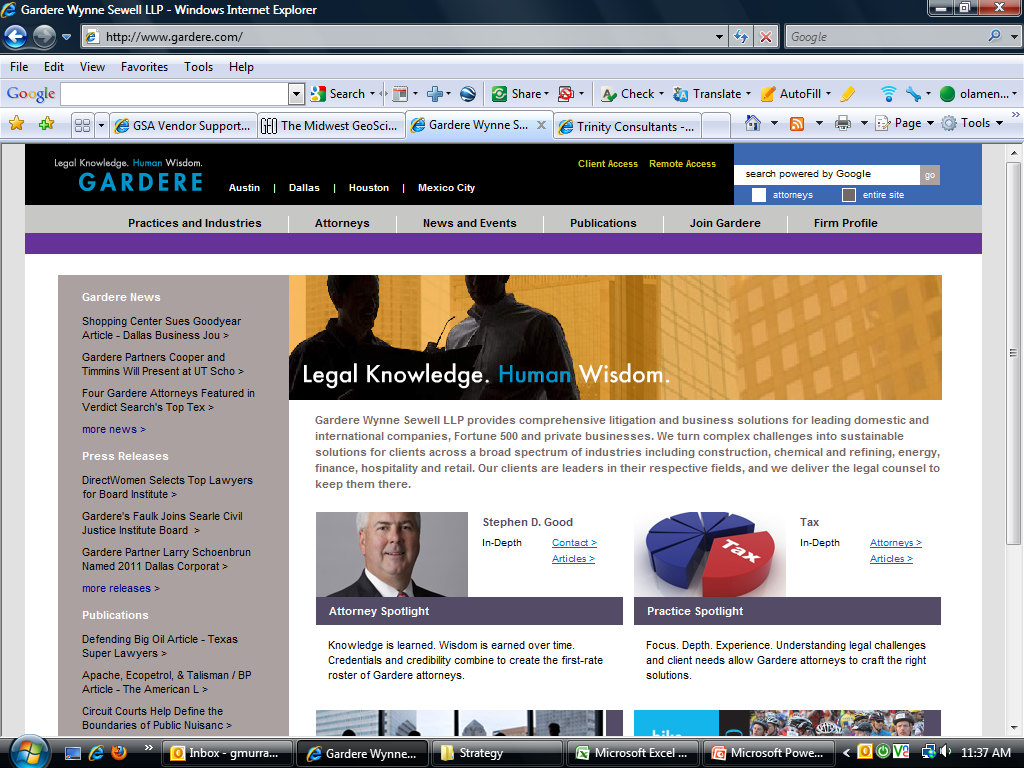 Gardere Wynne Sewell LLP - Windows Internet Explorer
http://www.gardere.com/
Google
File Edit View Favorites Tools Help
Google Search Share Check Translate AutoFill olamen...
GSA Vendor Support... The Midwest GeoSci... Gardere Wynne S... Trinity Consultants -... Page Tools
Legal Knowledge. Human Wisdom.
GARDERE
Austin | Dallas | Houston | Mexico City
Client Access Remote Access
search powered by Google go
attorneys entire site
Practices and Industries Attorneys News and Events Publications Join Gardere Firm Profile
Gardere News
Shopping Center Sues Goodyear
Article - Dallas Business Jou >
Gardere Partners Cooper and
Timmins Will Present at UT Scho >
Four Gardere Attorneys Featured in
Verdict Search's Top Tex >
more news >
Press Releases
DirectWomen Selects Top Lawyers
for Board Institute >
Gardere's Faulk Joins Searle Civil
Justice Institute Board >
Gardere Partner Larry Schoenbrun
Named 2011 Dallas Corporat >
more releases >
Publications
Defending Big Oil Article - Texas
Super Lawyers >
Apache, Ecopetrol, & Talisman / BP
Article - The American L >
Circuit Courts Help Define the
Boundaries of Public Nuisanc >
Legal Knowledge. Human Wisdom.
Gardere Wynne Sewell LLP provides comprehensive litigation and business solutions for leading domestic and
international companies, Fortune 500 and private businesses. We turn complex challenges into sustainable
solutions for clients across a broad spectrum of industries including construction, chemical and refining, energy,
finance, hospitality and retail. Our clients are leaders in their respective fields, and we deliver the legal counsel to
keep them there.
Stephen D. Good
In-Depth Contact >
Articles >
Attorney Spotlight
Knowledge is learned. Wisdom is earned over time.
Credentials and credibility combine to create the first-rate
roster of Gardere attorneys.
Tax
Tax
In-Depth Attorneys >
Articles >
Practice Spotlight
Focus. Depth. Experience. Understanding legal challenges
and client needs allow Gardere attorneys to craft the right
solutions.
Inbox - gmurra... Gardere Wynne... Strategy Microsoft Excel ... Microsoft Powe... 11:37 AM